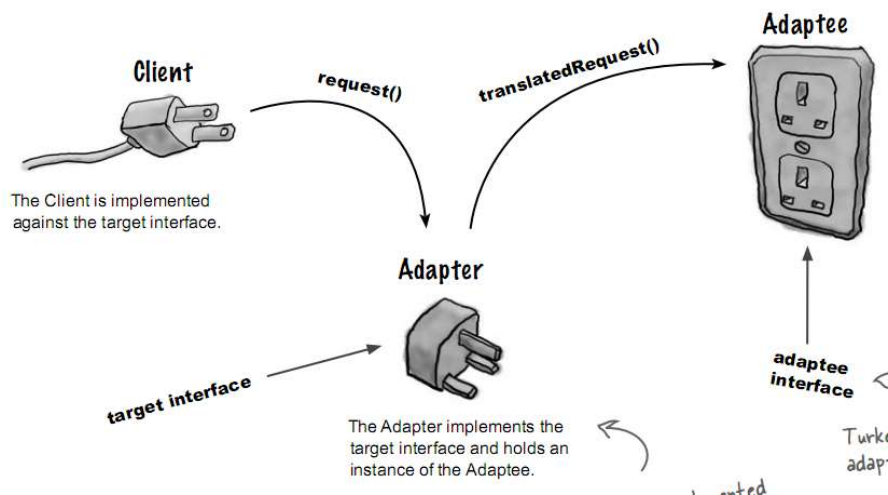 Adaptee
Client
request()
translatedRequest()
The Client is implemented
against the target interface.
Adapter
target interface
adaptee
interface
The Adapter implements the
target interface and holds an
instance of the Adaptee.